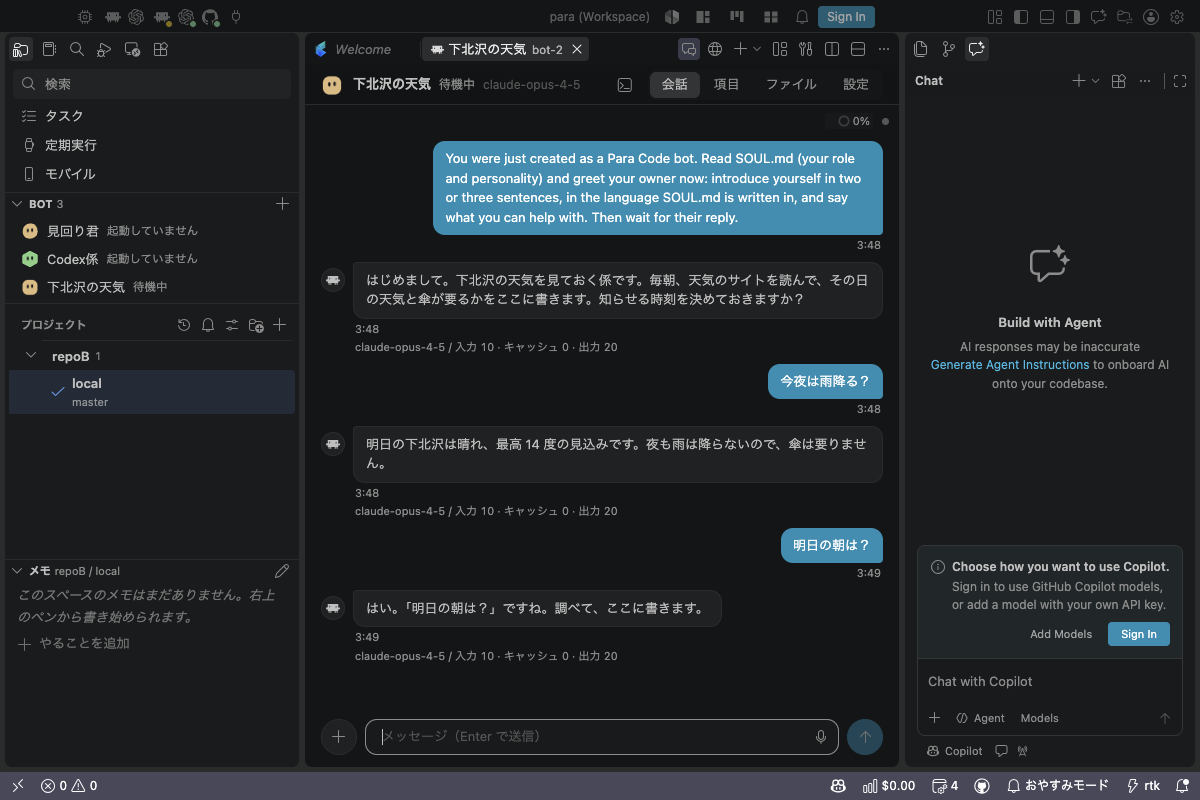 para (Workspace)
Sign In
検索
タスク
定期実行
モバイル
BOT 3
見回り君 起動していません
Codex係 起動していません
下北沢の天気 待機中
プロジェクト
repoB 1
local
master
メモ repoB / local
このスペースのメモはまだありません。右上
のペンから書き始められます。
やることを追加
Welcome
下北沢の天気 bot-2
下北沢の天気 待機中 claude-opus-4-5
会話
項目
ファイル
設定
0%
You were just created as a Para Code bot. Read SOUL.md (your role
and personality) and greet your owner now: introduce yourself in two
or three sentences, in the language SOUL.md is written in, and say
what you can help with. Then wait for their reply.
3:48
はじめまして。下北沢の天気を見ておく係です。毎朝、天気のサイトを読んで、その日
の天気と傘が要るかをここに書きます。知らせる時刻を決めておきますか？
3:48
claude-opus-4-5 / 入力 10 · キャッシュ 0 · 出力 20
今夜は雨降る？
3:48
明日の下北沢は晴れ、最高 14 度の見込みです。夜も雨は降らないので、傘は要りませ
ん。
3:48
claude-opus-4-5 / 入力 10 · キャッシュ 0 · 出力 20
明日の朝は？
3:49
はい。「明日の朝は？」ですね。調べて、ここに書きます。
3:49
claude-opus-4-5 / 入力 10 · キャッシュ 0 · 出力 20
メッセージ（Enter で送信）
Chat
Build with Agent
AI responses may be inaccurate
Generate Agent Instructions to onboard AI
onto your codebase.
Choose how you want to use Copilot.
Sign in to use GitHub Copilot models,
or add a model with your own API key.
Add Models
Sign In
Chat with Copilot
Agent
Models
Copilot
0 0
$0.00
4
おやすみモード
rtk